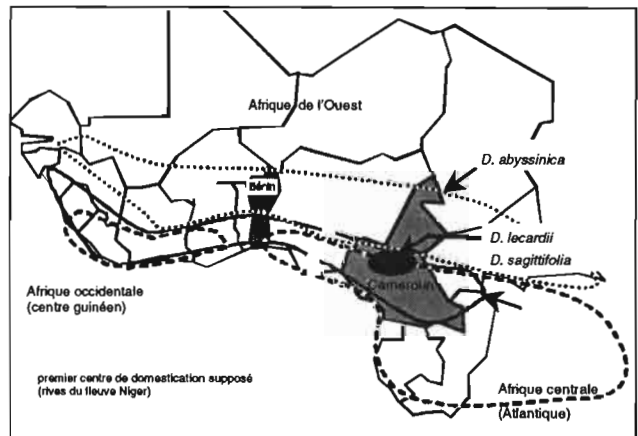 Afrique de l'Ouest
D. abyssinica
Bénin
D. lecardii
D. sagittifolia
Cameroun
Afrique occidentale
(centre guinéen)
premier centre de domestication supposé
(rives du fleuve Niger)
Afrique centrale
(Atlantique)